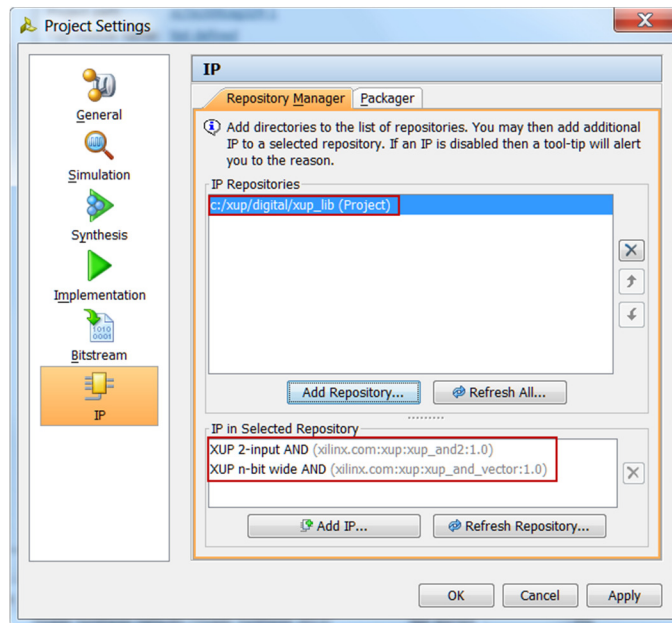 Project Settings
IP
Repository Manager
Packager
General
Simulation
Synthesis
Implementation
Bitstream
IP
Add directories to the list of repositories. You may then add additional
IP to a selected repository. If an IP is disabled then a tool-tip will alert
you to the reason.
IP Repositories
c:/xup/digital/xup_lib (Project)
Add Repository...
Refresh All...
IP in Selected Repository
XUP 2-input AND (xilinx.com:xup:xup_and2:1.0)
XUP n-bit wide AND (xilinx.com:xup:xup_and_vector:1.0)
Add IP...
Refresh Repository...
OK
Cancel
Apply